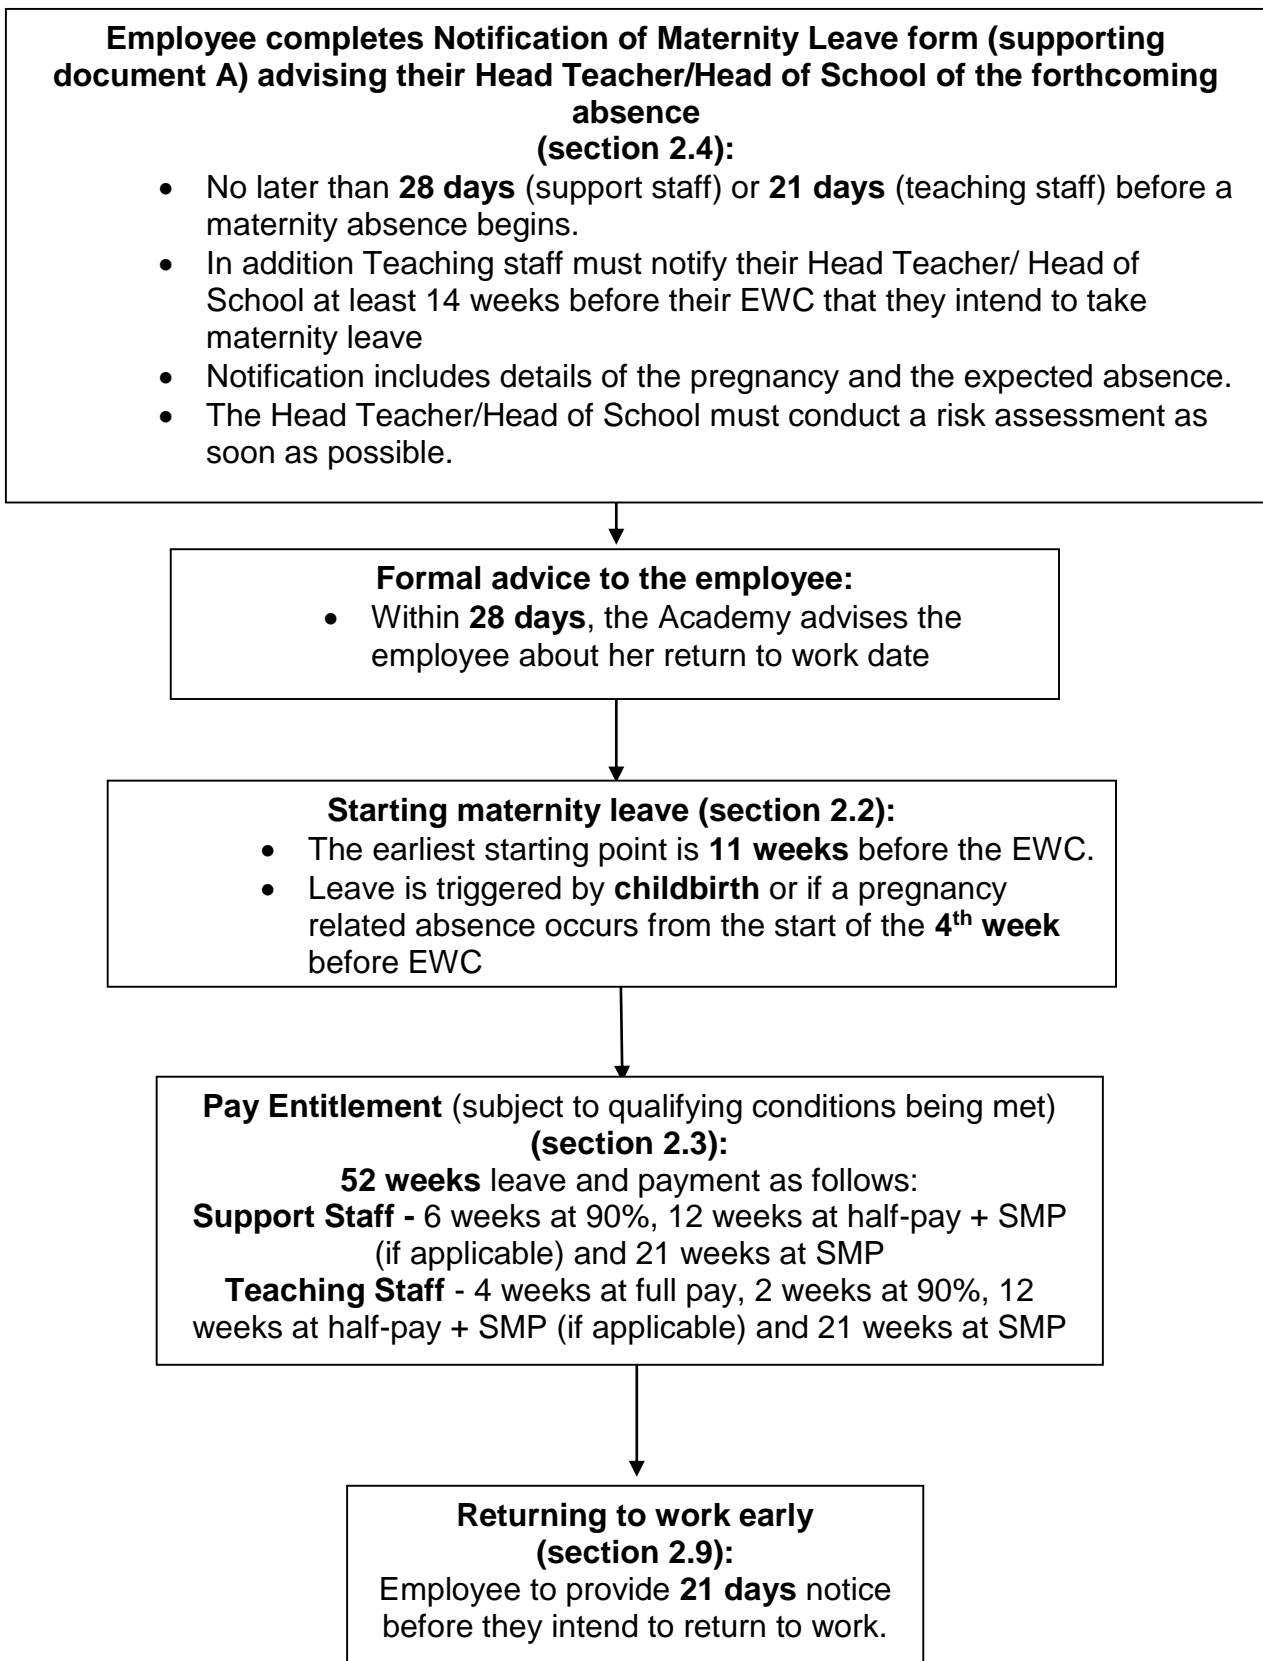 Employee completes Notification of Maternity Leave form (supporting
document A) advising their Head Teacher/Head of School of the forthcoming
absence
(section 2.4):
• No later than 28 days (support staff) or 21 days (teaching staff) before a
maternity absence begins.
• In addition Teaching staff must notify their Head Teacher/ Head of
School at least 14 weeks before their EWC that they intend to take
maternity leave
• Notification includes details of the pregnancy and the expected absence.
• The Head Teacher/Head of School must conduct a risk assessment as
soon as possible.
Formal advice to the employee:
• Within 28 days, the Academy advises the
employee about her return to work date
Starting maternity leave (section 2.2):
• The earliest starting point is 11 weeks before the EWC.
• Leave is triggered by childbirth or if a pregnancy
related absence occurs from the start of the 4th week
before EWC
Pay Entitlement (subject to qualifying conditions being met)
(section 2.3):
52 weeks leave and payment as follows:
Support Staff - 6 weeks at 90%, 12 weeks at half-pay + SMP
(if applicable) and 21 weeks at SMP
Teaching Staff - 4 weeks at full pay, 2 weeks at 90%, 12
weeks at half-pay + SMP (if applicable) and 21 weeks at SMP
Returning to work early
(section 2.9):
Employee to provide 21 days notice
before they intend to return to work.